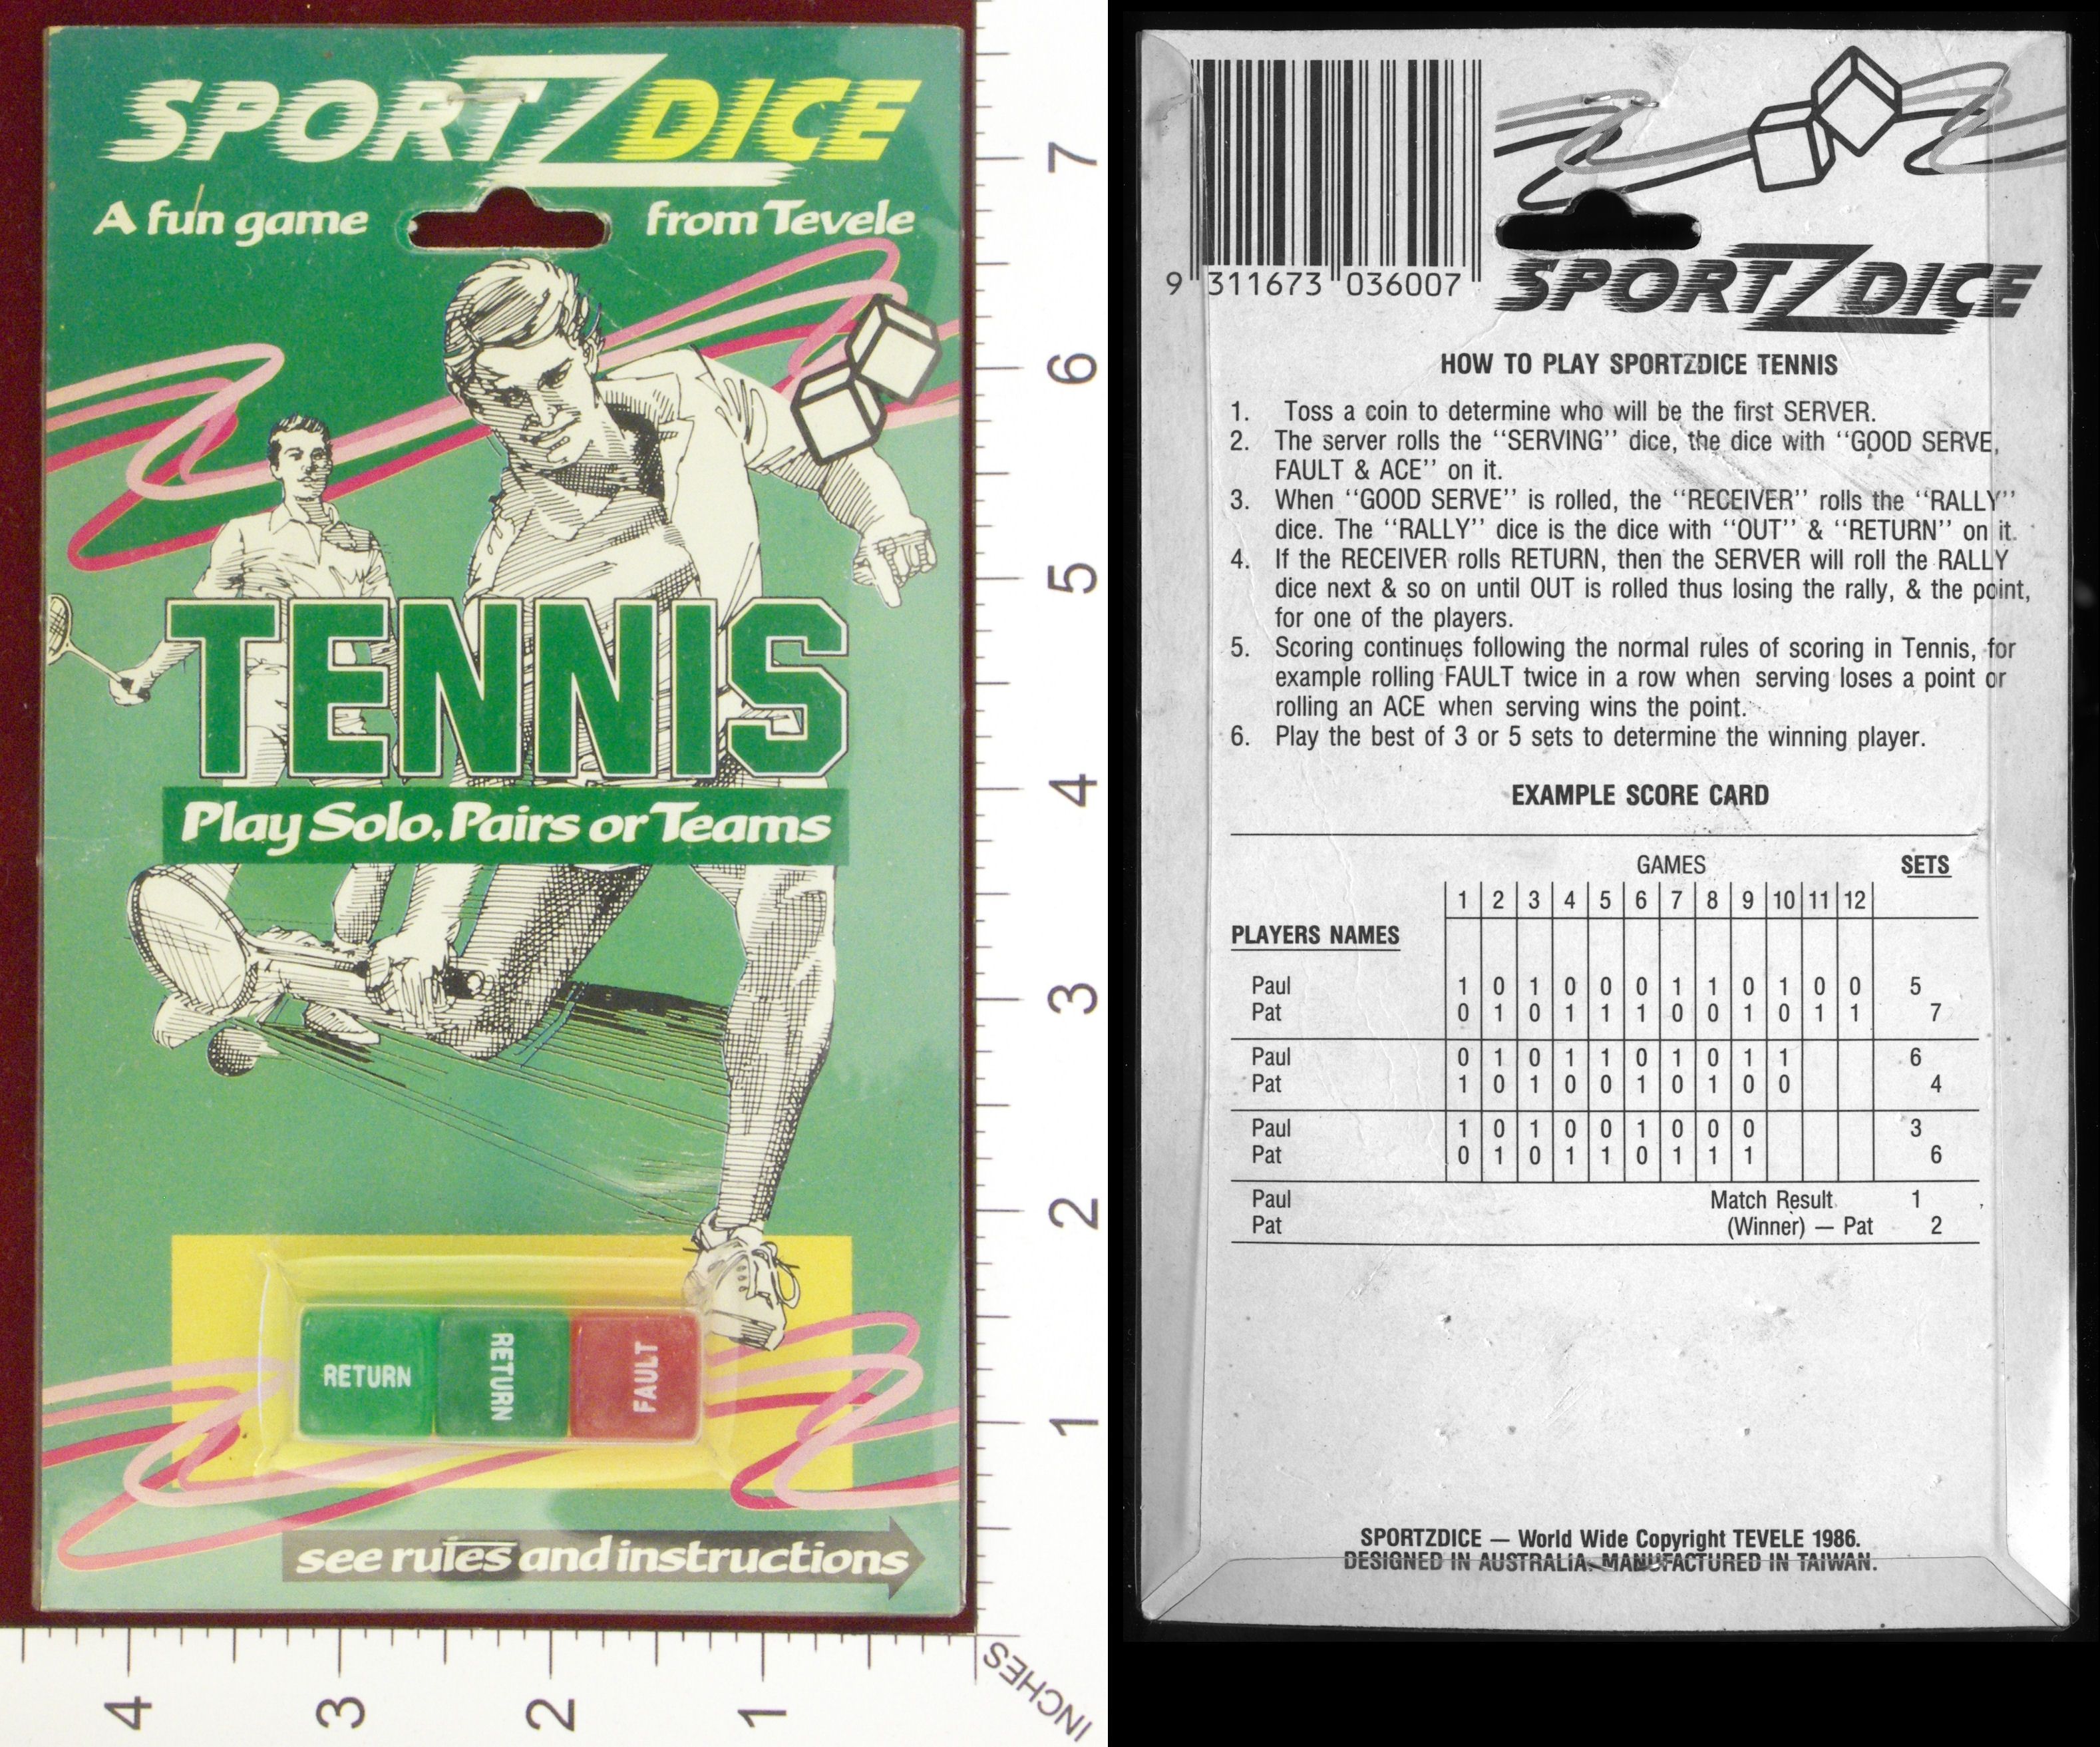 SPORTZDICE
A fun game from Tevele
TENNIS
Play Solo, Pairs or Teams
RETURN RETURN FAULT
see rules and instructions
7
6
5
4
3
2
1
4 3 2 1
INCHES
9 311673 036007
SPORTZDICE
HOW TO PLAY SPORTZDICE TENNIS
1. Toss a coin to determine who will be the first SERVER.
2. The server rolls the "SERVING" dice, the dice with "GOOD SERVE,
FAULT & ACE" on it.
3. When "GOOD SERVE" is rolled, the "RECEIVER" rolls the "RALLY"
dice. The "RALLY" dice is the dice with "OUT" & "RETURN" on it.
4. If the RECEIVER rolls RETURN, then the SERVER will roll the RALLY
dice next & so on until OUT is rolled thus losing the rally, & the point,
for one of the players.
5. Scoring continues following the normal rules of scoring in Tennis, for
example rolling FAULT twice in a row when serving loses a point or
rolling an ACE when serving wins the point.
6. Play the best of 3 or 5 sets to determine the winning player.
EXAMPLE SCORE CARD
GAMES SETS
1 2 3 4 5 6 7 8 9 10 11 12
PLAYERS NAMES
Paul 1 0 1 0 0 0 1 1 0 1 0 0 5
Pat 0 1 0 1 1 1 0 0 1 0 1 1 7
Paul 0 1 0 1 1 0 1 0 1 1 6
Pat 1 0 1 0 0 1 0 1 0 0 4
Paul 1 0 1 0 0 1 0 0 0 3
Pat 0 1 0 1 1 0 1 1 1 6
Paul Match Result 1
Pat (Winner) — Pat 2
SPORTZDICE — World Wide Copyright TEVELE 1986.
DESIGNED IN AUSTRALIA. MANUFACTURED IN TAIWAN.